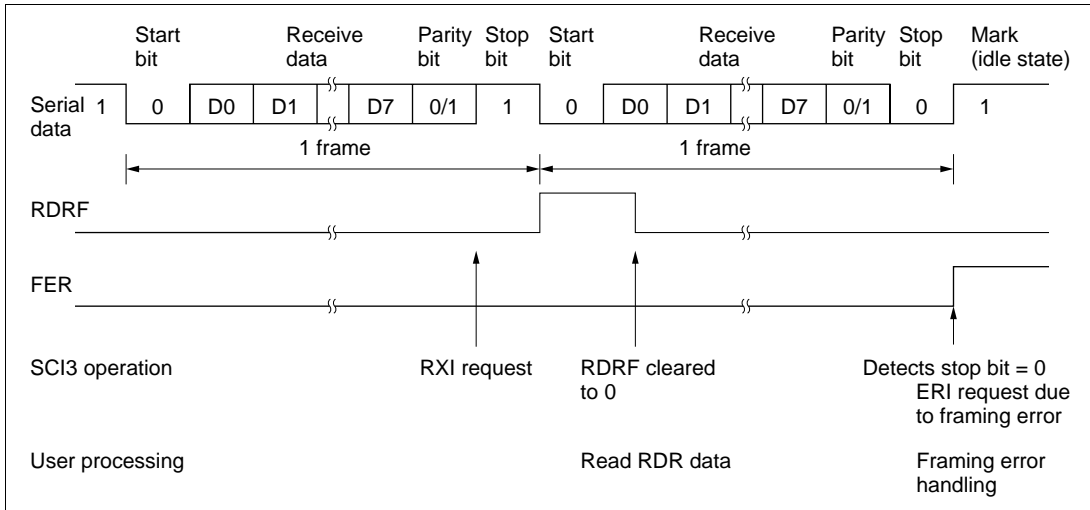 Start bit Receive data Parity bit Stop bit Start bit Receive data Parity bit Stop bit Mark (idle state)
Serial data 1 0 D0 D1 D7 0/1 1 0 D0 D1 D7 0/1 0 1
1 frame 1 frame
RDRF
FER
SCI3 operation RXI request RDRF cleared to 0 Detects stop bit = 0 ERI request due to framing error
User processing Read RDR data Framing error handling